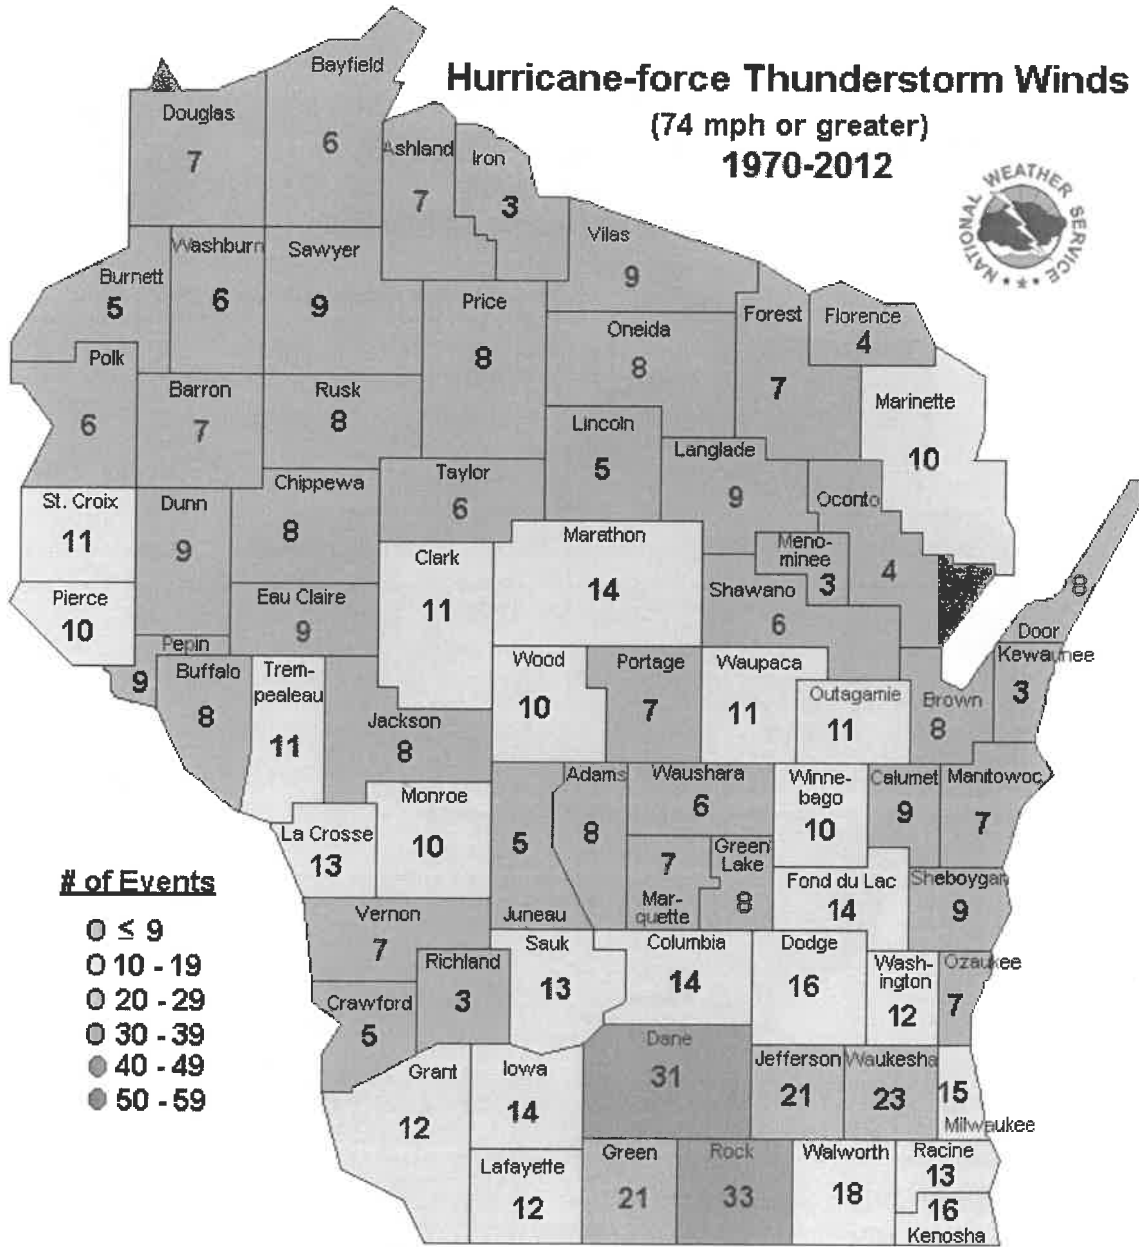 Hurricane-force Thunderstorm Winds
(74 mph or greater)
1970-2012
NATIONAL WEATHER SERVICE
Bayfield
6
Douglas
7
Ashland
7
Iron
3
Vilas
9
Washburn
6
Sawyer
9
Burnett
5
Price
8
Oneida
8
Forest
7
Florence
4
Polk
6
Barron
7
Rusk
8
Marinette
10
Lincoln
5
Langlade
9
Taylor
6
Chippewa
8
St. Croix
11
Dunn
9
Oconto
4
Marathon
14
Clark
11
Meno-
minee
3
Shawano
6
Pierce
10
Eau Claire
9
Door
8
Pepin
9
Buffalo
8
Trem-
pealeau
11
Wood
10
Portage
7
Waupaca
11
Outagamie
11
Brown
8
Kewaunee
3
Jackson
8
Monroe
10
La Crosse
13
Juneau
5
Adams
8
Waushara
6
Winne-
bago
10
Calumet
9
Manitowoc
7
7
Mar-
quette
Green
Lake
8
Fond du Lac
14
Sheboygan
9
# of Events
≤ 9
10 - 19
20 - 29
30 - 39
40 - 49
50 - 59
Vernon
7
Richland
3
Crawford
5
Sauk
13
Columbia
14
Dodge
16
Wash-
ington
12
Ozaukee
7
Grant
12
Iowa
14
Dane
31
Jefferson
21
Waukesha
23
15
Milwaukee
Lafayette
12
Green
21
Rock
33
Walworth
18
Racine
13
16
Kenosha